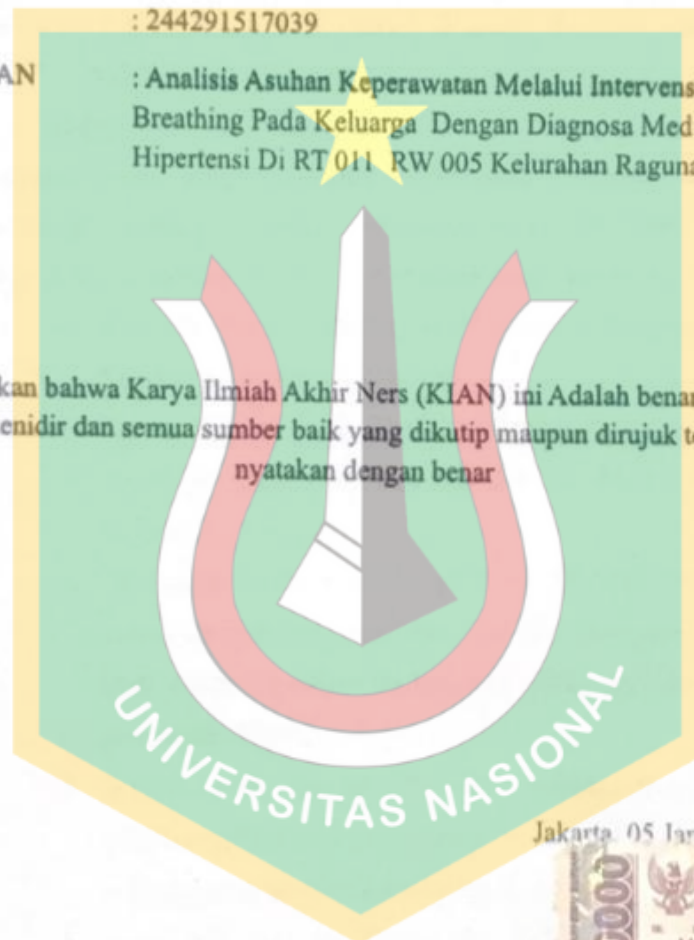 : 244291517039
AN : Analisis Asuhan Keperawatan Melalui Intervens
Breathing Pada Keluarga Dengan Diagnosa Med
Hipertensi Di RT 011 RW 005 Kelurahan Raguna
kan bahwa Karya Ilmiah Akhir Ners (KIAN) ini Adalah benar
enidir dan semua sumber baik yang dikutip maupun dirujuk te
nyatakan dengan benar
UNIVERSITAS NASIONAL
Jakarta, 05 Jan
000